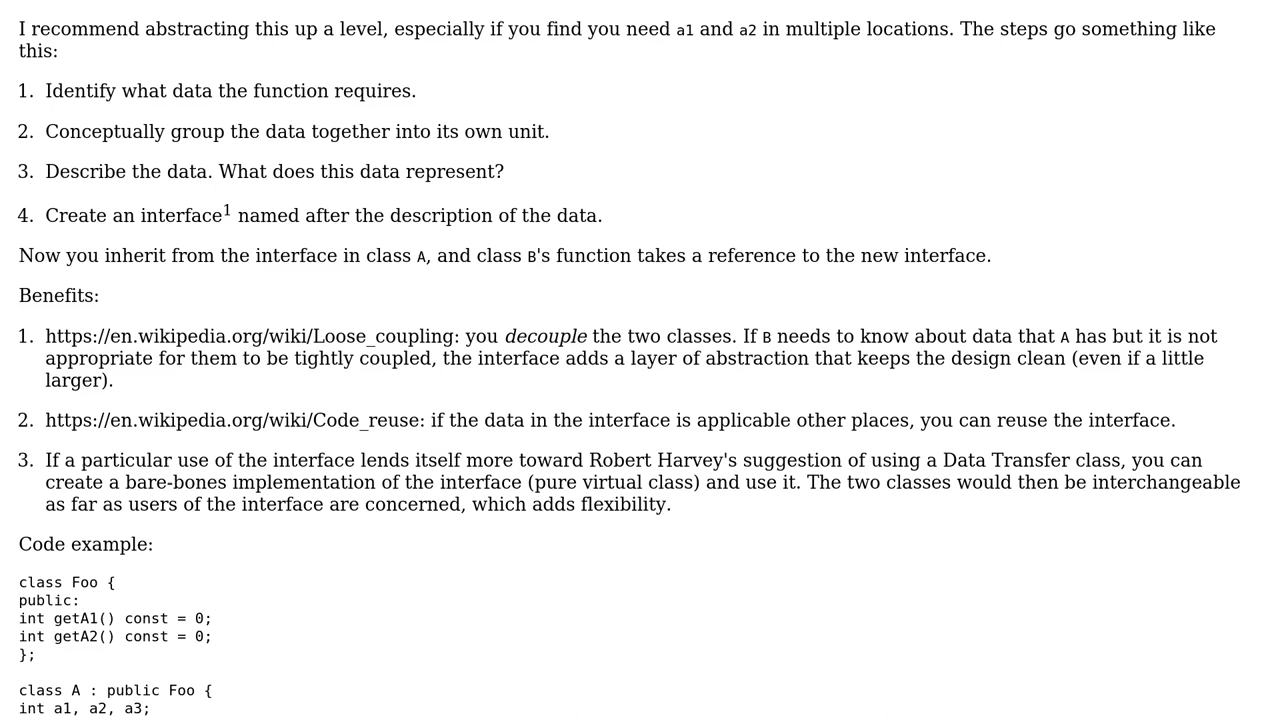 I recommend abstracting this up a level, especially if you find you need a1 and a2 in multiple locations. The steps go something like
this:
1. Identify what data the function requires.
2. Conceptually group the data together into its own unit.
3. Describe the data. What does this data represent?
4. Create an interface1 named after the description of the data.
Now you inherit from the interface in class A, and class B's function takes a reference to the new interface.
Benefits:
1. https://en.wikipedia.org/wiki/Loose_coupling: you decouple the two classes. If B needs to know about data that A has but it is not
appropriate for them to be tightly coupled, the interface adds a layer of abstraction that keeps the design clean (even if a little
larger).
2. https://en.wikipedia.org/wiki/Code_reuse: if the data in the interface is applicable other places, you can reuse the interface.
3. If a particular use of the interface lends itself more toward Robert Harvey's suggestion of using a Data Transfer class, you can
create a bare-bones implementation of the interface (pure virtual class) and use it. The two classes would then be interchangeable
as far as users of the interface are concerned, which adds flexibility.
Code example:
class Foo {
public:
int getA1() const = 0;
int getA2() const = 0;
};
class A : public Foo {
int a1, a2, a3;